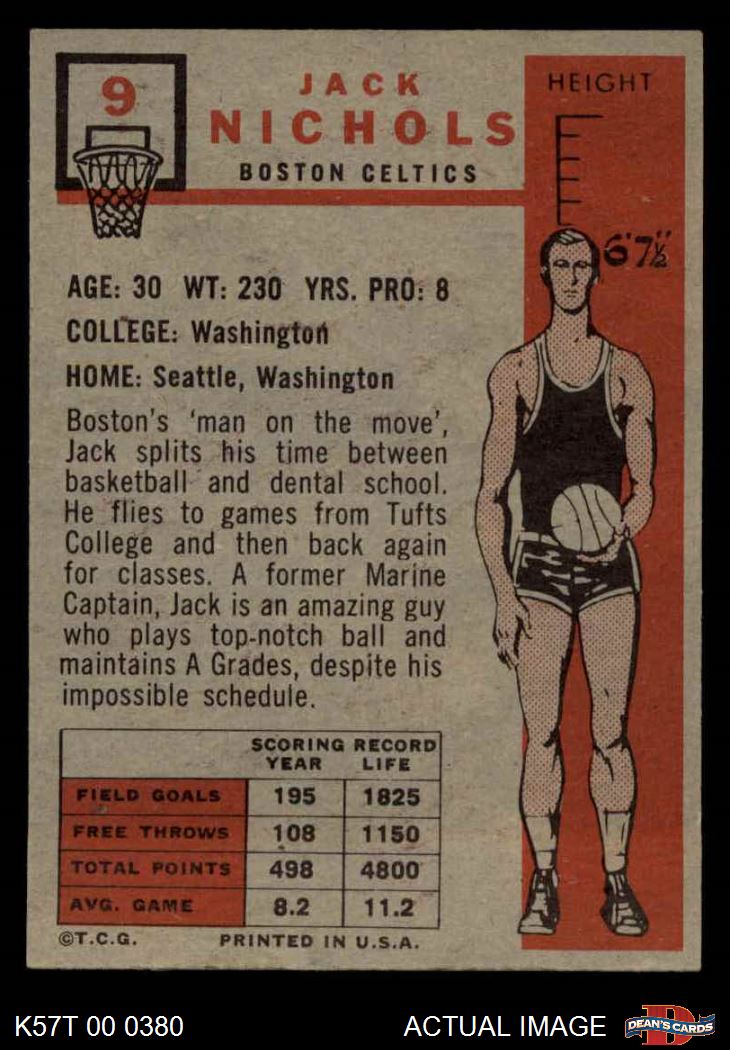 9
JACK
NICHOLS
BOSTON CELTICS
HEIGHT
6'7½"
AGE: 30 WT: 230 YRS. PRO: 8
COLLEGE: Washington
HOME: Seattle, Washington
Boston's 'man on the move',
Jack splits his time between
basketball and dental school.
He flies to games from Tufts
College and then back again
for classes. A former Marine
Captain, Jack is an amazing guy
who plays top-notch ball and
maintains A Grades, despite his
impossible schedule.
SCORING RECORD
YEAR LIFE
FIELD GOALS 195 1825
FREE THROWS 108 1150
TOTAL POINTS 498 4800
AVG. GAME 8.2 11.2
©T.C.G. PRINTED IN U.S.A.
K57T 00 0380 ACTUAL IMAGE D DEAN'S CARDS